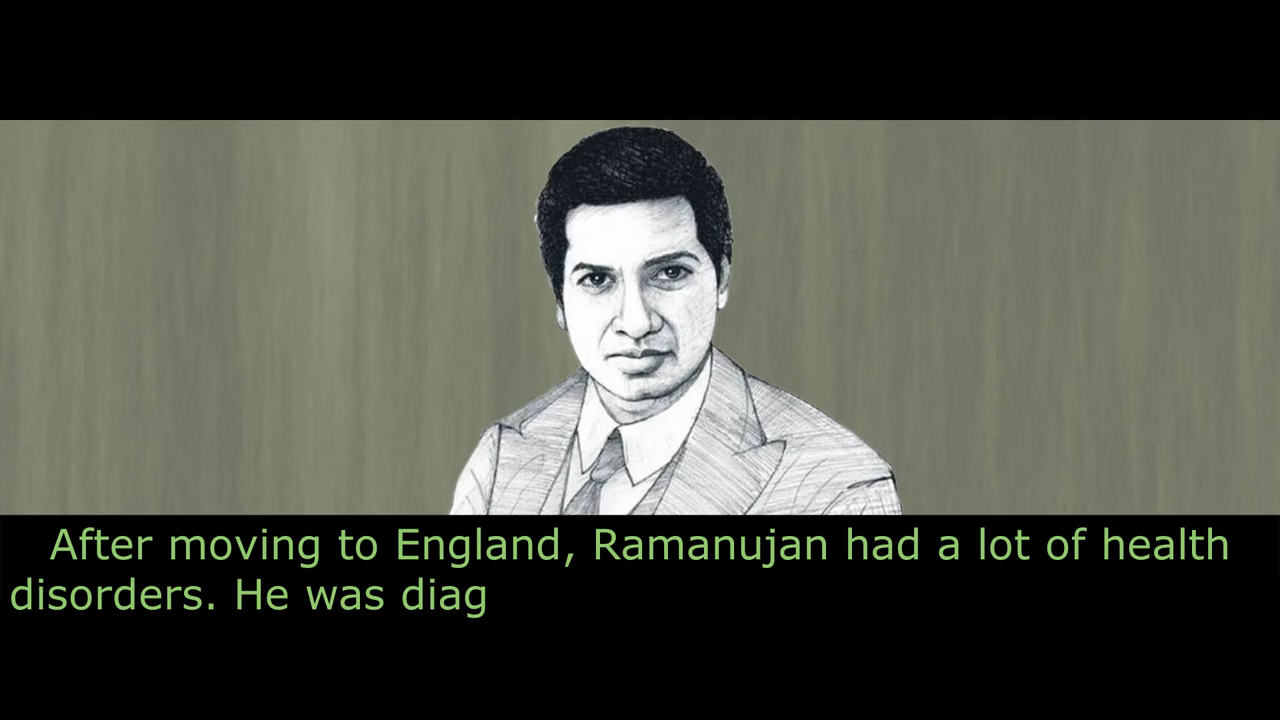 After moving to England, Ramanujan had a lot of health
disorders. He was diag